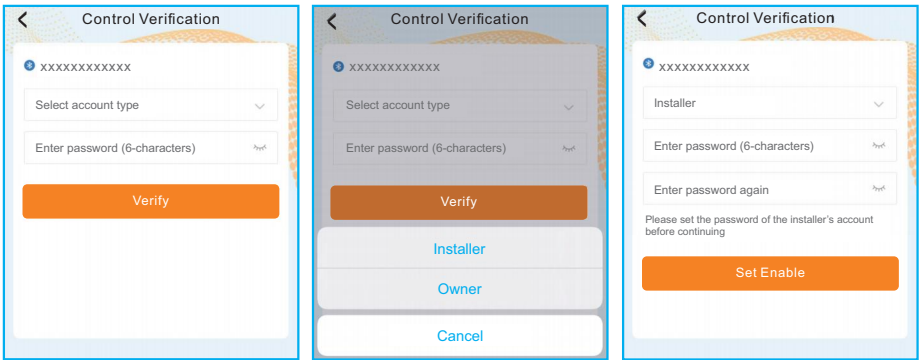 Control Verification
xxxxxxxxxxxx
Select account type
Enter password (6-characters)
Verify
Control Verification
xxxxxxxxxxxx
Select account type
Enter password (6-characters)
Verify
Installer
Owner
Cancel
Control Verification
xxxxxxxxxxxx
Installer
Enter password (6-characters)
Enter password again
Please set the password of the installer's account
before continuing
Set Enable